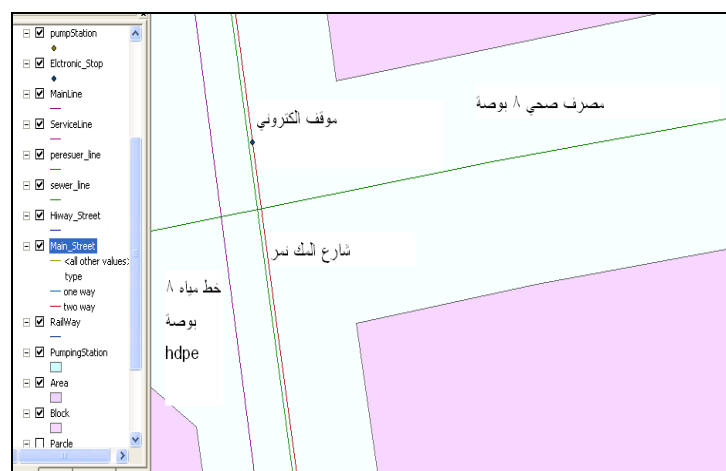 pumpStation
Elctronic_Stop
MainLine
ServiceLine
peresuer_line
sewer_line
Hiway_Street
Main_Street
<all other values>
type
one way
two way
RailWay
PumpingStation
Area
Block
Parcle
مصرف صحي ٨ بوصة
موقف الكتروني
شارع المك نمر
خط مياه ٨
بوصة
hdpe